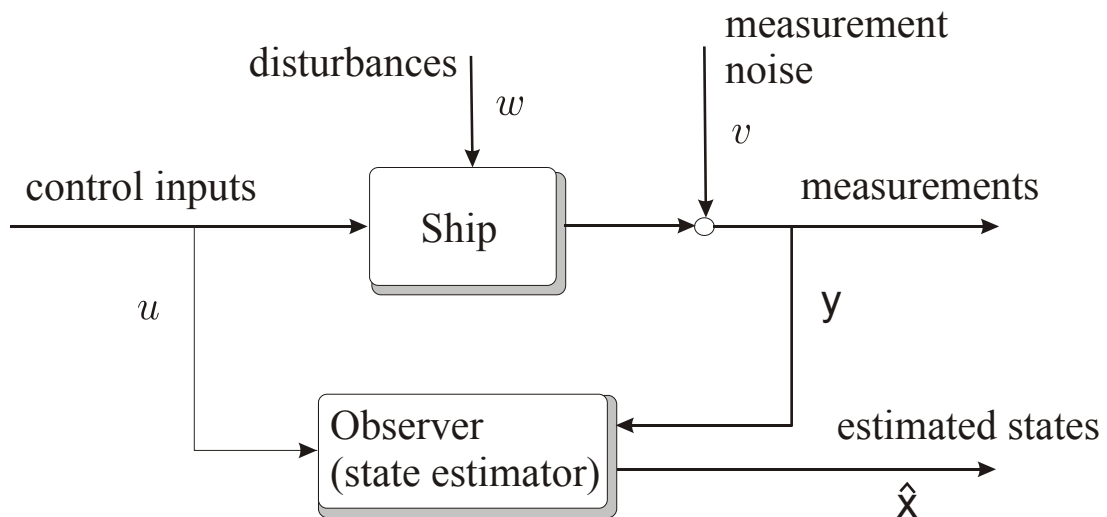 measurement
noise
disturbances
w
v
control inputs
measurements
Ship
u
y
Observer
(state estimator)
estimated states
x̂